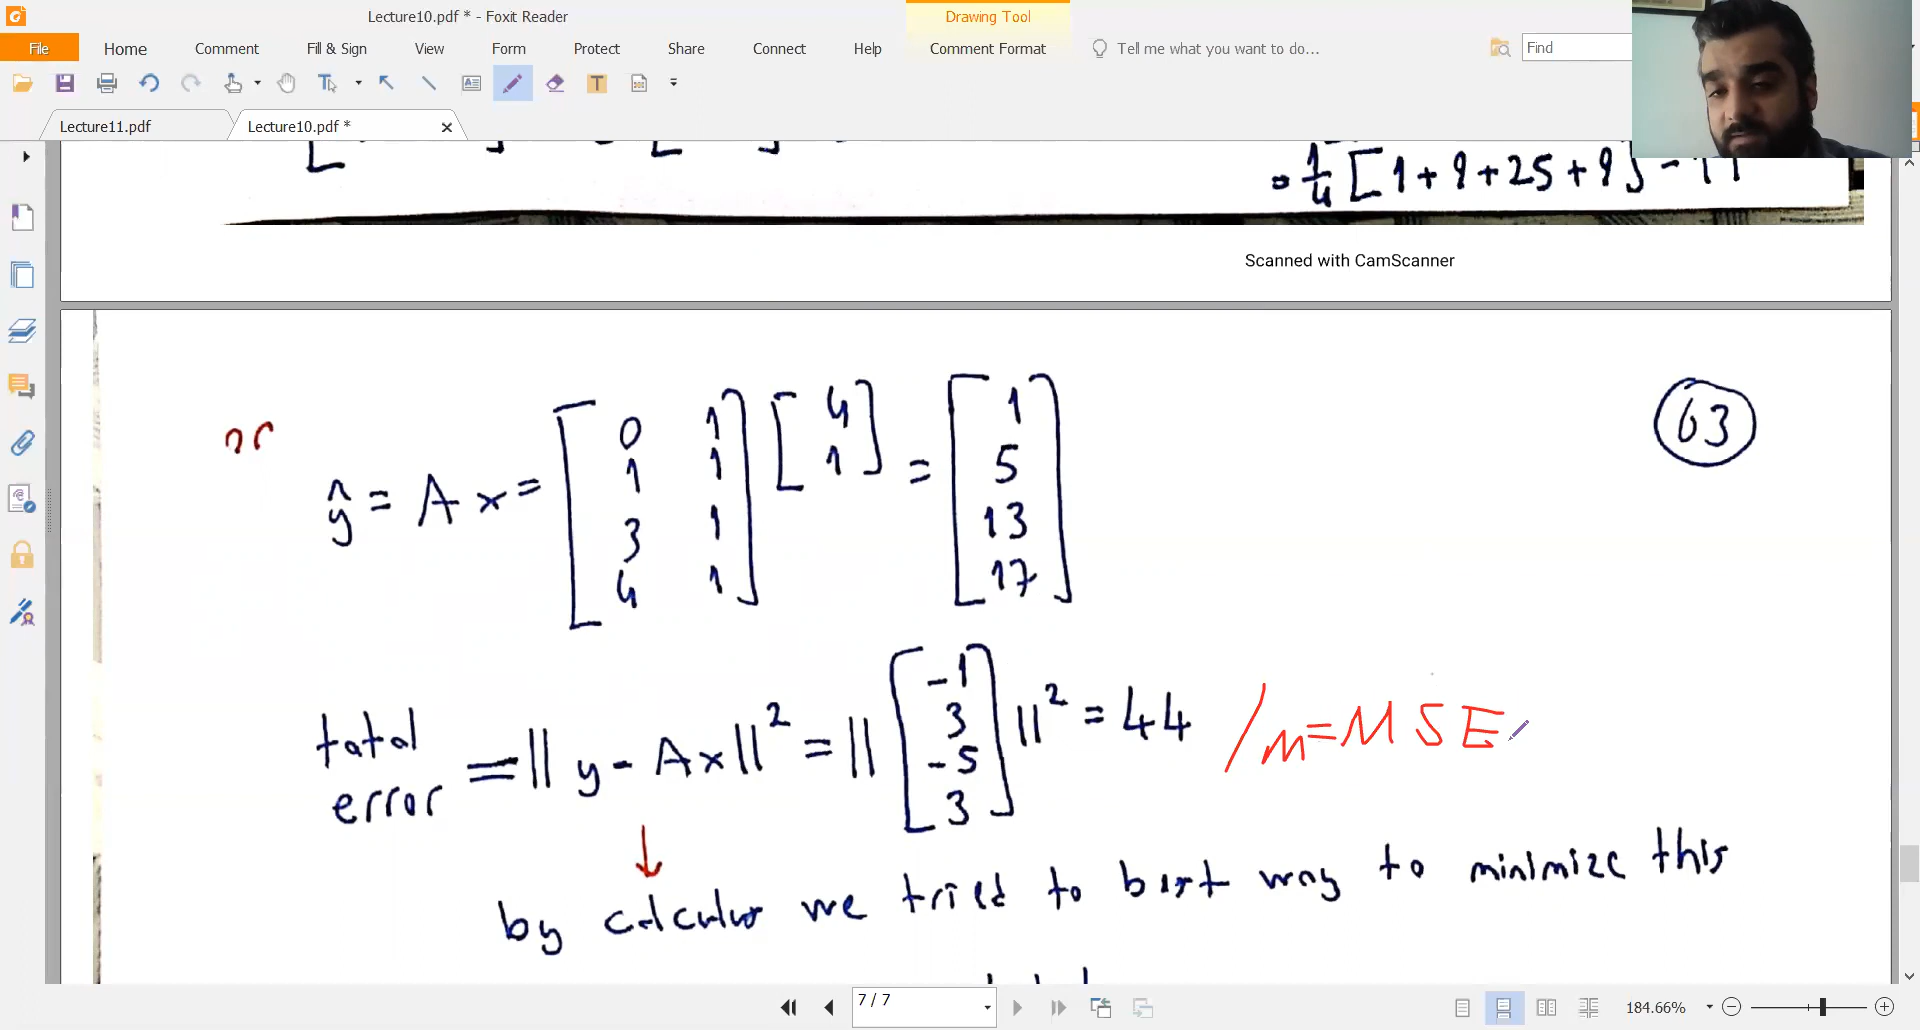 Lecture10.pdf * - Foxit Reader
Drawing Tool
File Home Comment Fill & Sign View Form Protect Share Connect Help Comment Format Tell me what you want to do... Find
Lecture11.pdf Lecture10.pdf *
= 1/4 [1+9+25+9] = 11
Scanned with CamScanner
63
or
ŷ = A x = [0 1; 1 1; 3 1; 4 1] [4; 1] = [1; 5; 13; 17]
total error = || y - Ax ||² = || [-1; 3; -5; 3] ||² = 44 /m = MSE
↓
by calculus we tried to best way to minimize this
7 / 7
184.66%